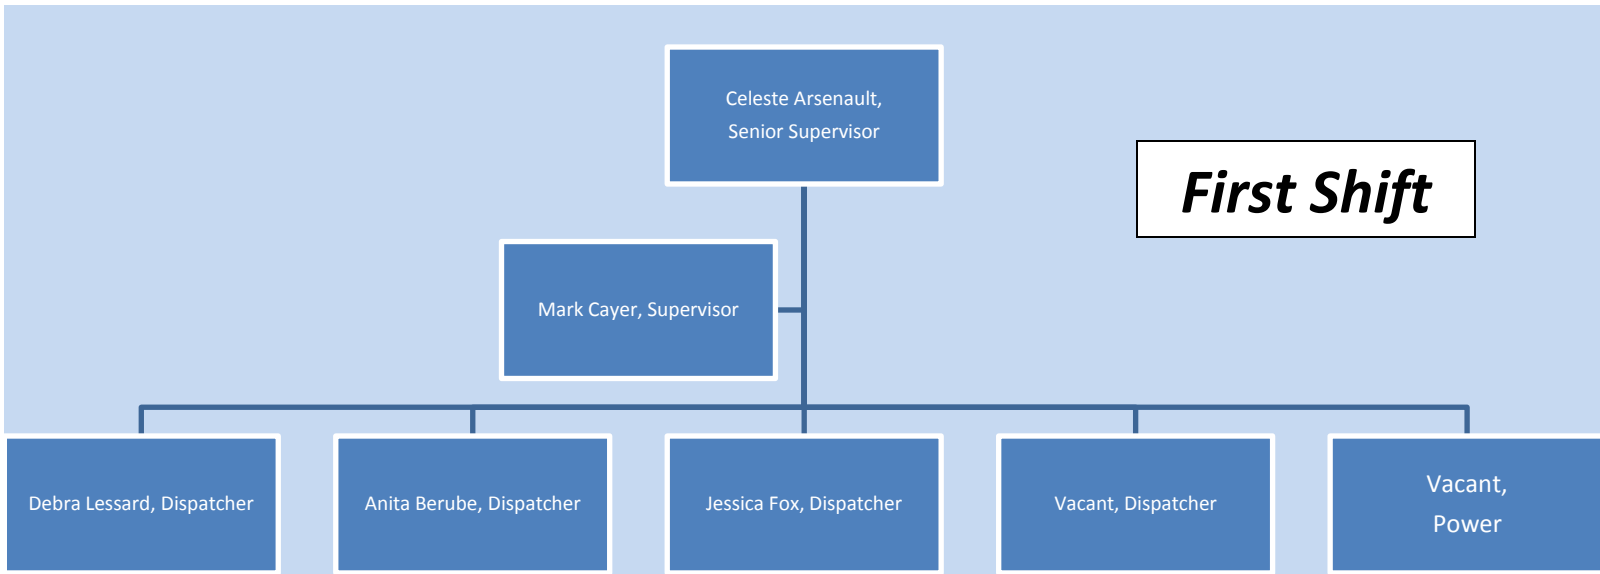 Celeste Arsenault,
Senior Supervisor
First Shift
Mark Cayer, Supervisor
Debra Lessard, Dispatcher
Anita Berube, Dispatcher
Jessica Fox, Dispatcher
Vacant, Dispatcher
Vacant,
Power